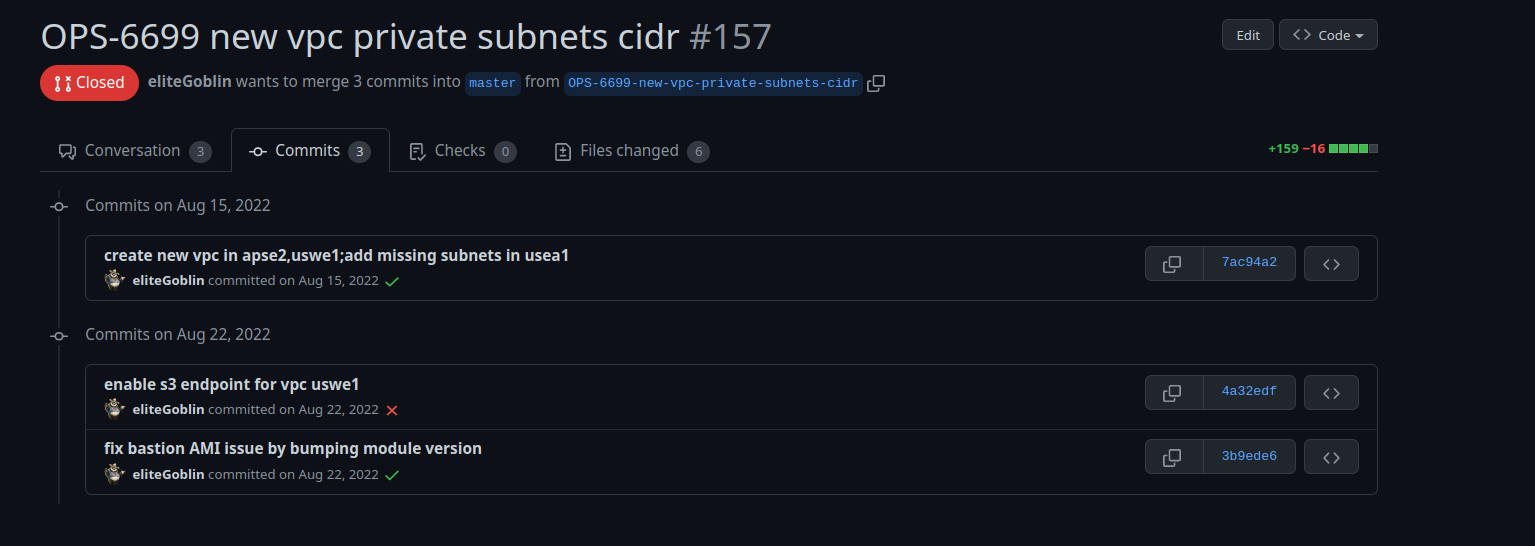 OPS-6699 new vpc private subnets cidr #157
Edit
Code
Closed
eliteGoblin wants to merge 3 commits into master from OPS-6699-new-vpc-private-subnets-cidr
Conversation 3
Commits 3
Checks 0
Files changed 6
+159 −16
Commits on Aug 15, 2022
create new vpc in apse2,uswe1;add missing subnets in usea1
7ac94a2
eliteGoblin committed on Aug 15, 2022
Commits on Aug 22, 2022
enable s3 endpoint for vpc uswe1
4a32edf
eliteGoblin committed on Aug 22, 2022
fix bastion AMI issue by bumping module version
3b9ede6
eliteGoblin committed on Aug 22, 2022